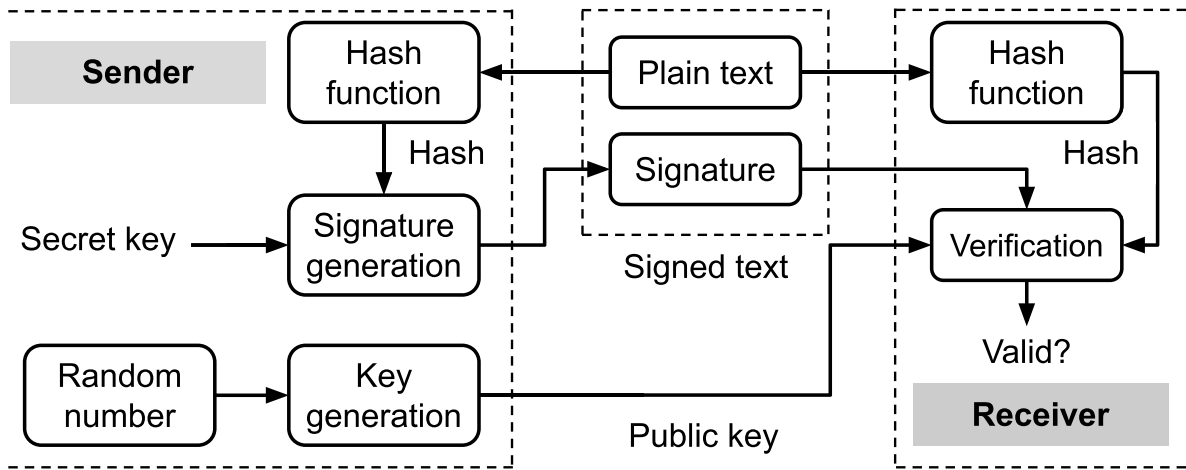 Sender
Hash
function
Hash
Secret key
Signature
generation
Random
number
Key
generation
Plain text
Signature
Signed text
Public key
Hash
function
Hash
Verification
Valid?
Receiver